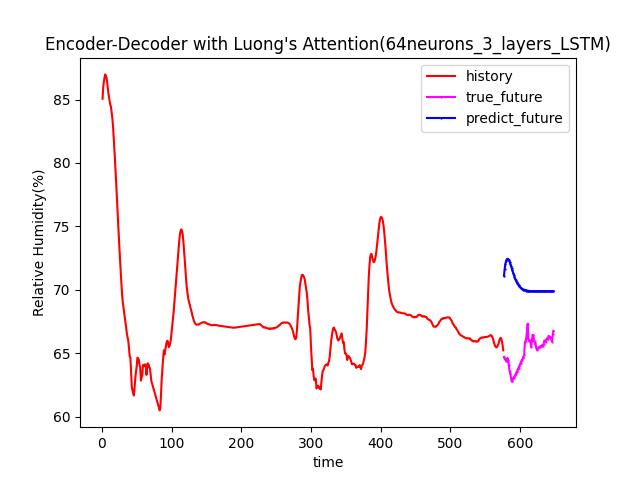 Encoder-Decoder with Luong's Attention(64neurons_3_layers_LSTM)
history
true_future
predict_future
Relative Humidity(%)
85
80
75
70
65
60
0 100 200 300 400 500 600
time